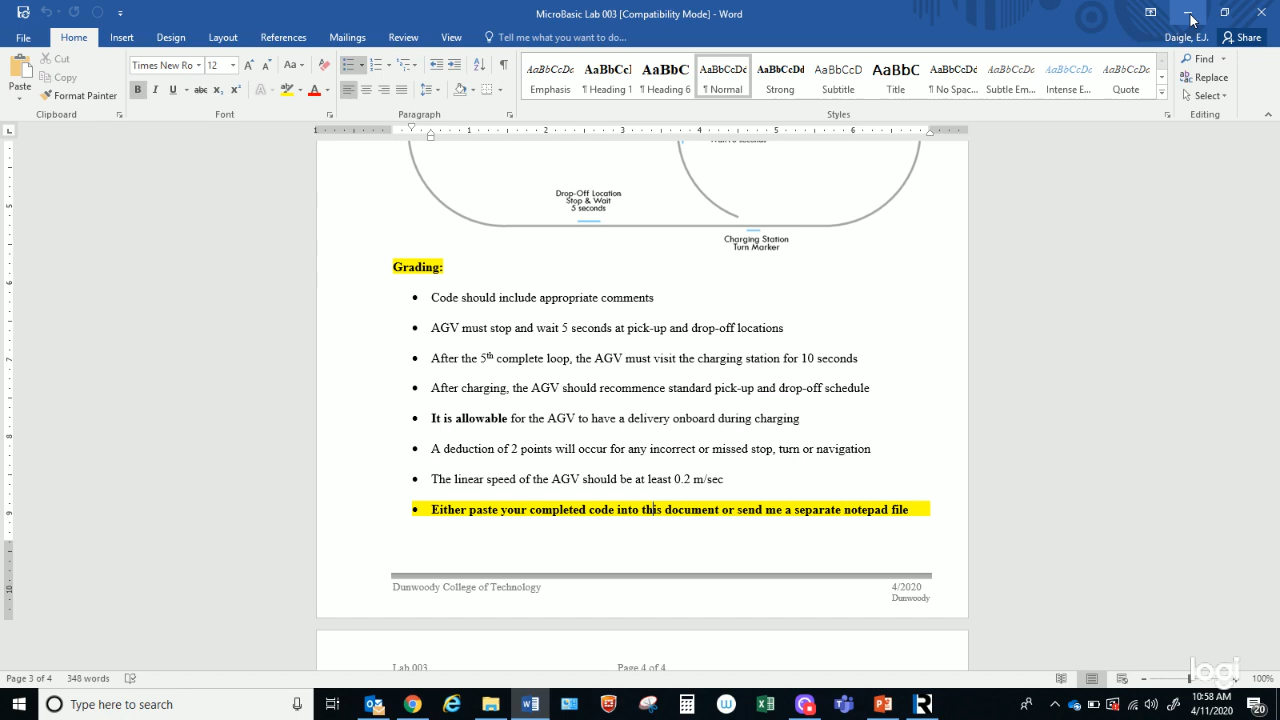 MicroBasic Lab 003 [Compatibility Mode] - Word
File Home Insert Design Layout References Mailings Review View Tell me what you want to do... Daigle, EJ. Share
Paste
Cut
Copy
Format Painter
Clipboard
Times New Ro 12
Font
Paragraph
AaBbCcDc AaBbCcI AaBbC AaBbCcDc AaBbCcDd AaBbCcD AaBbC AaBbCcDd AaBbCcDc AaBbCcDd AaBbCcDc
Emphasis ¶ Heading 1 ¶ Heading 6 ¶ Normal Strong Subtitle Title ¶ No Spac... Subtle Em... Intense E... Quote
Styles
Find
Replace
Select
Editing
Drop-Off Location
Stop & Wait
5 seconds
Charging Station
Turn Marker
Grading:
• Code should include appropriate comments
• AGV must stop and wait 5 seconds at pick-up and drop-off locations
• After the 5th complete loop, the AGV must visit the charging station for 10 seconds
• After charging, the AGV should recommence standard pick-up and drop-off schedule
• It is allowable for the AGV to have a delivery onboard during charging
• A deduction of 2 points will occur for any incorrect or missed stop, turn or navigation
• The linear speed of the AGV should be at least 0.2 m/sec
• Either paste your completed code into this document or send me a separate notepad file
Dunwoody College of Technology 4/2020
Dunwoody
Lab 003 Page 4 of 4
Page 3 of 4 348 words 100%
logi
Type here to search
10:58 AM
4/11/2020
20